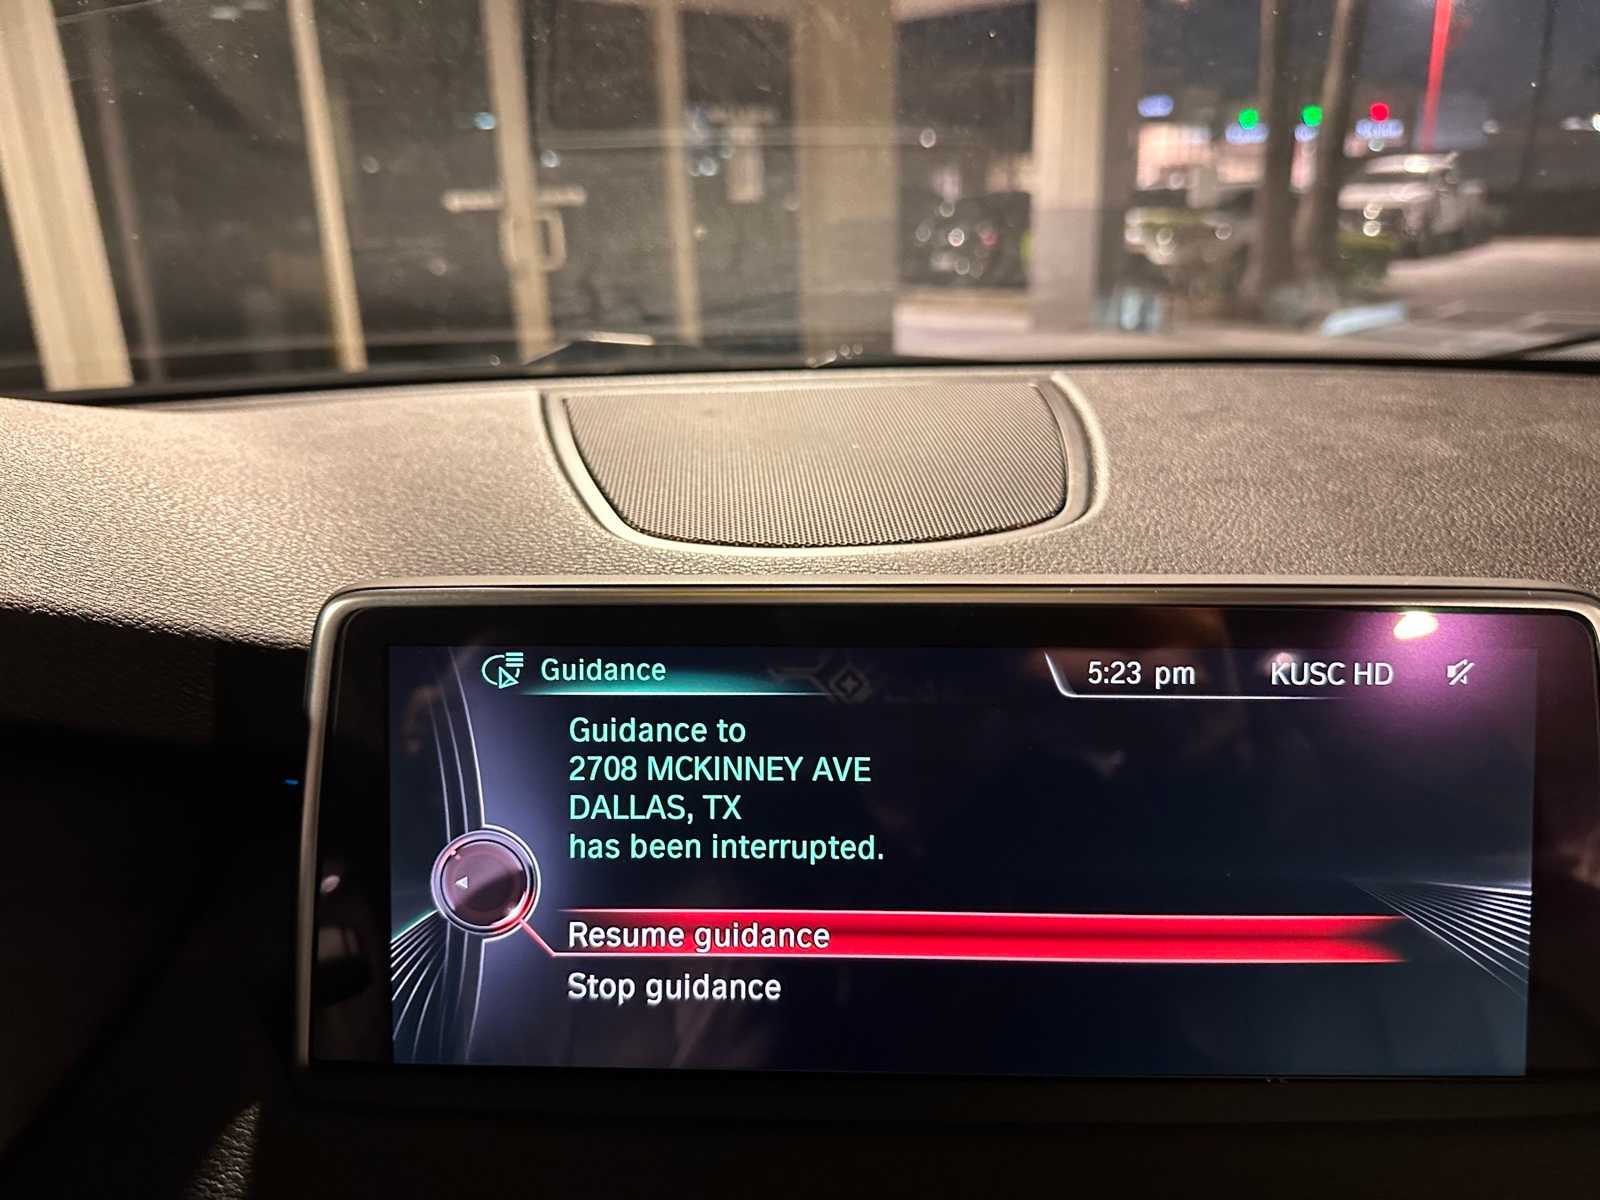 Guidance
5:23 pm
KUSC HD
Guidance to
2708 MCKINNEY AVE
DALLAS, TX
has been interrupted.
Resume guidance
Stop guidance